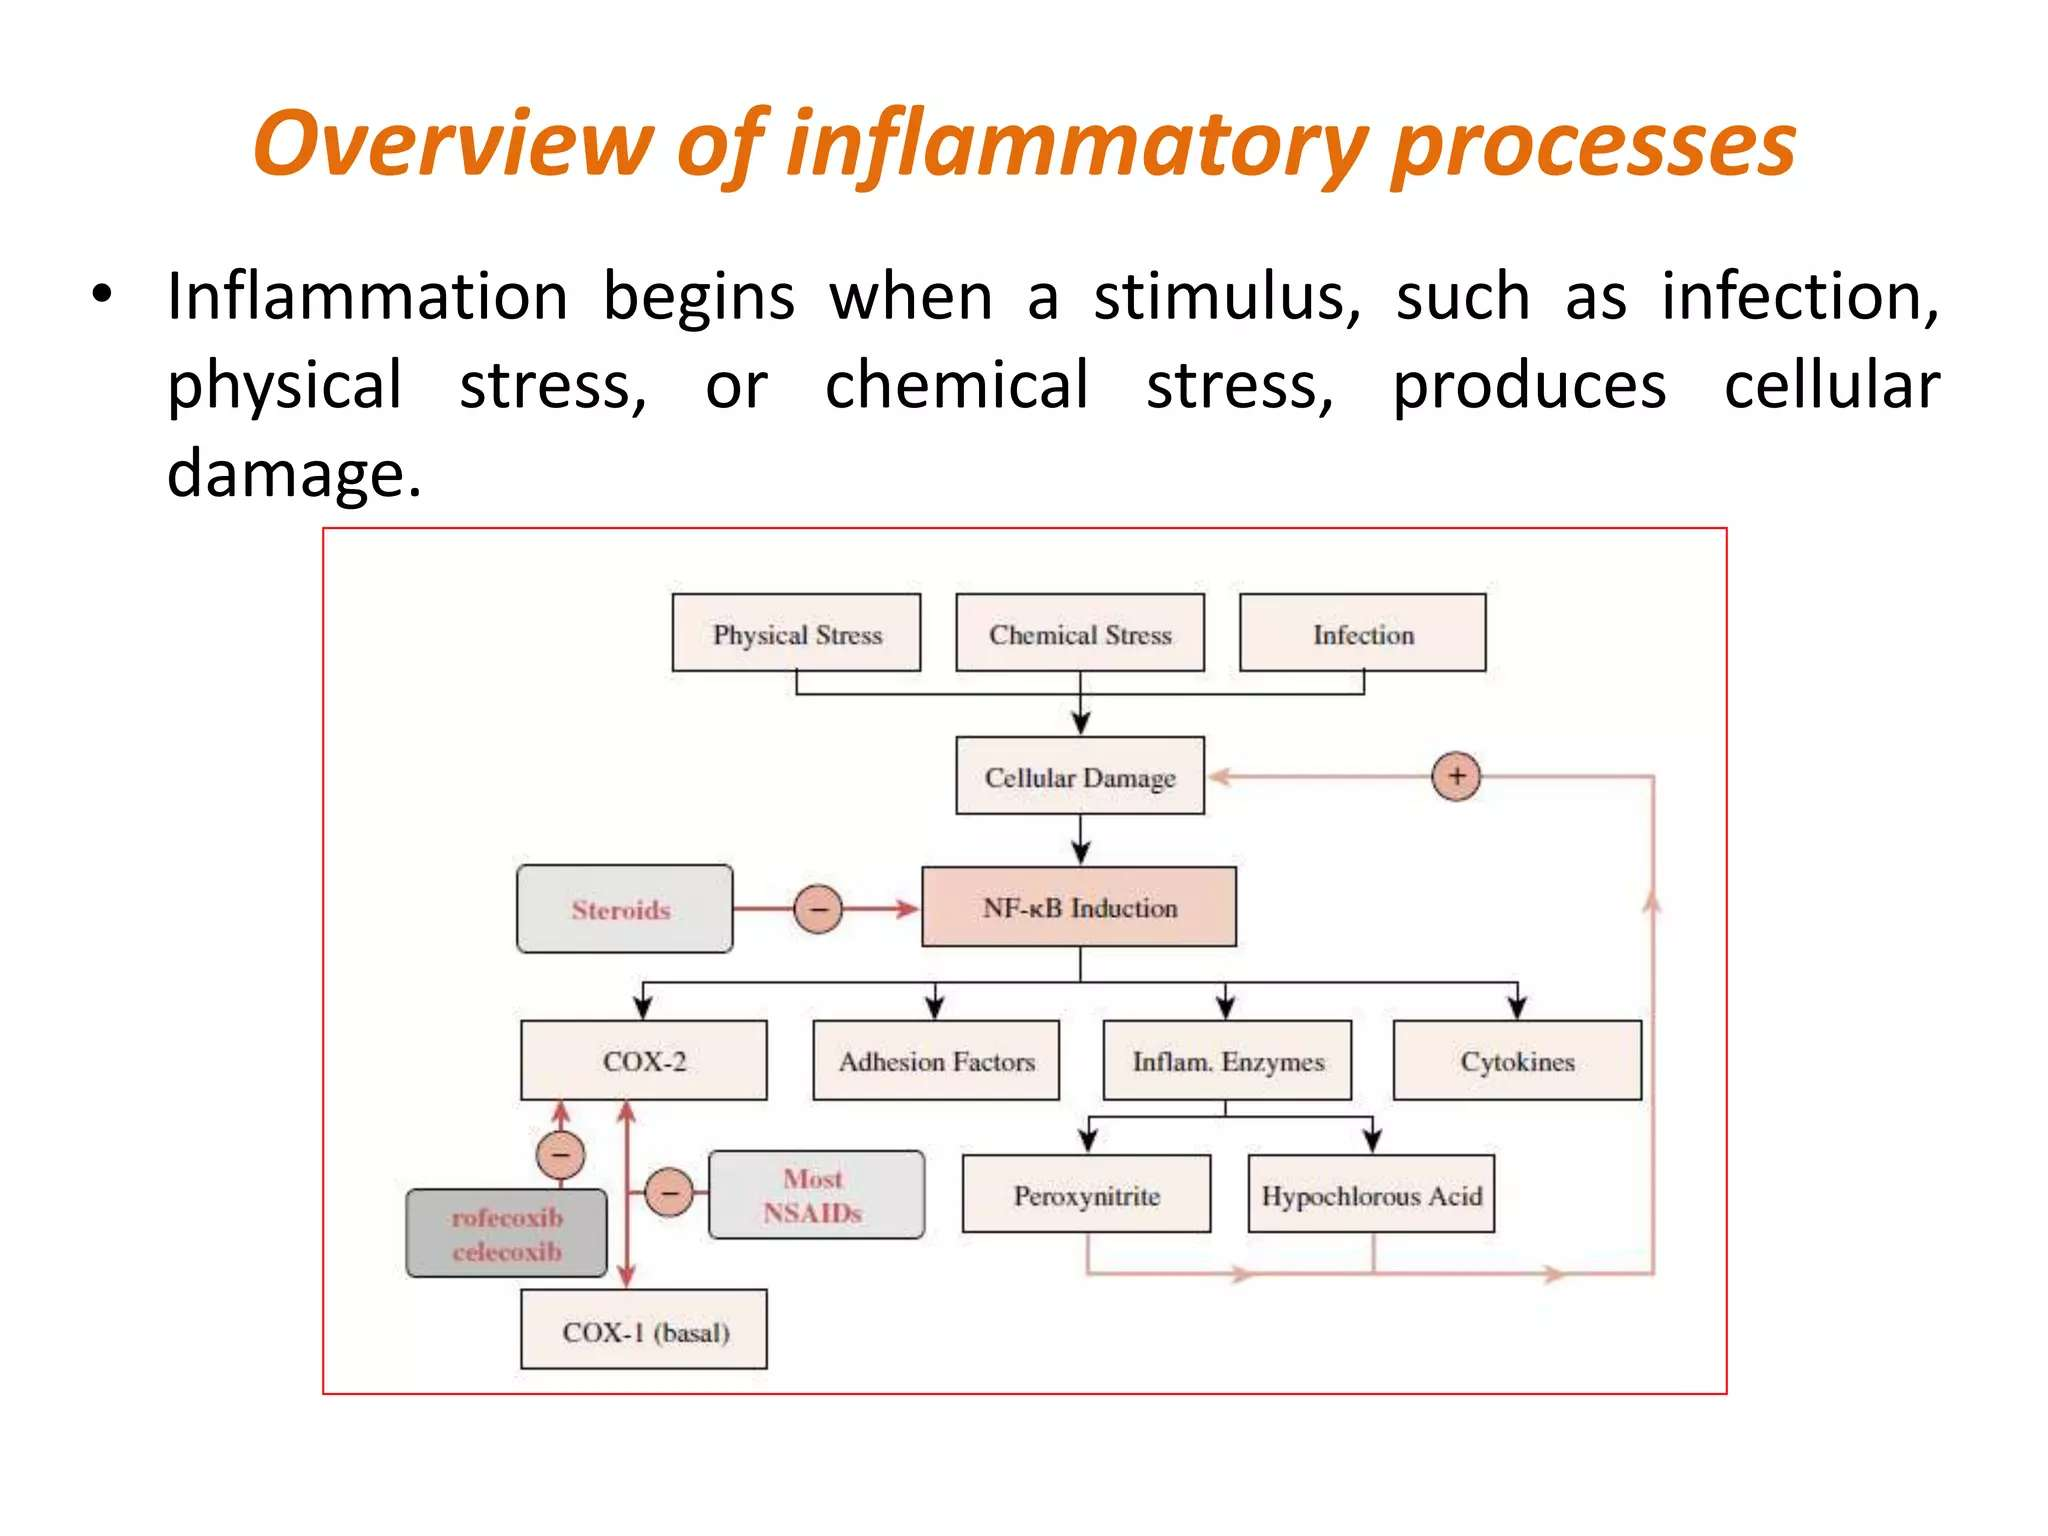 Overview of inflammatory processes
• Inflammation begins when a stimulus, such as infection,
physical stress, or chemical stress, produces cellular
damage.
Physical Stress
Chemical Stress
Infection
Cellular Damage
+
Steroids
−
NF-κB Induction
COX-2
Adhesion Factors
Inflam. Enzymes
Cytokines
−
−
Most
NSAIDs
Peroxynitrite
Hypochlorous Acid
rofecoxib
celecoxib
COX-1 (basal)